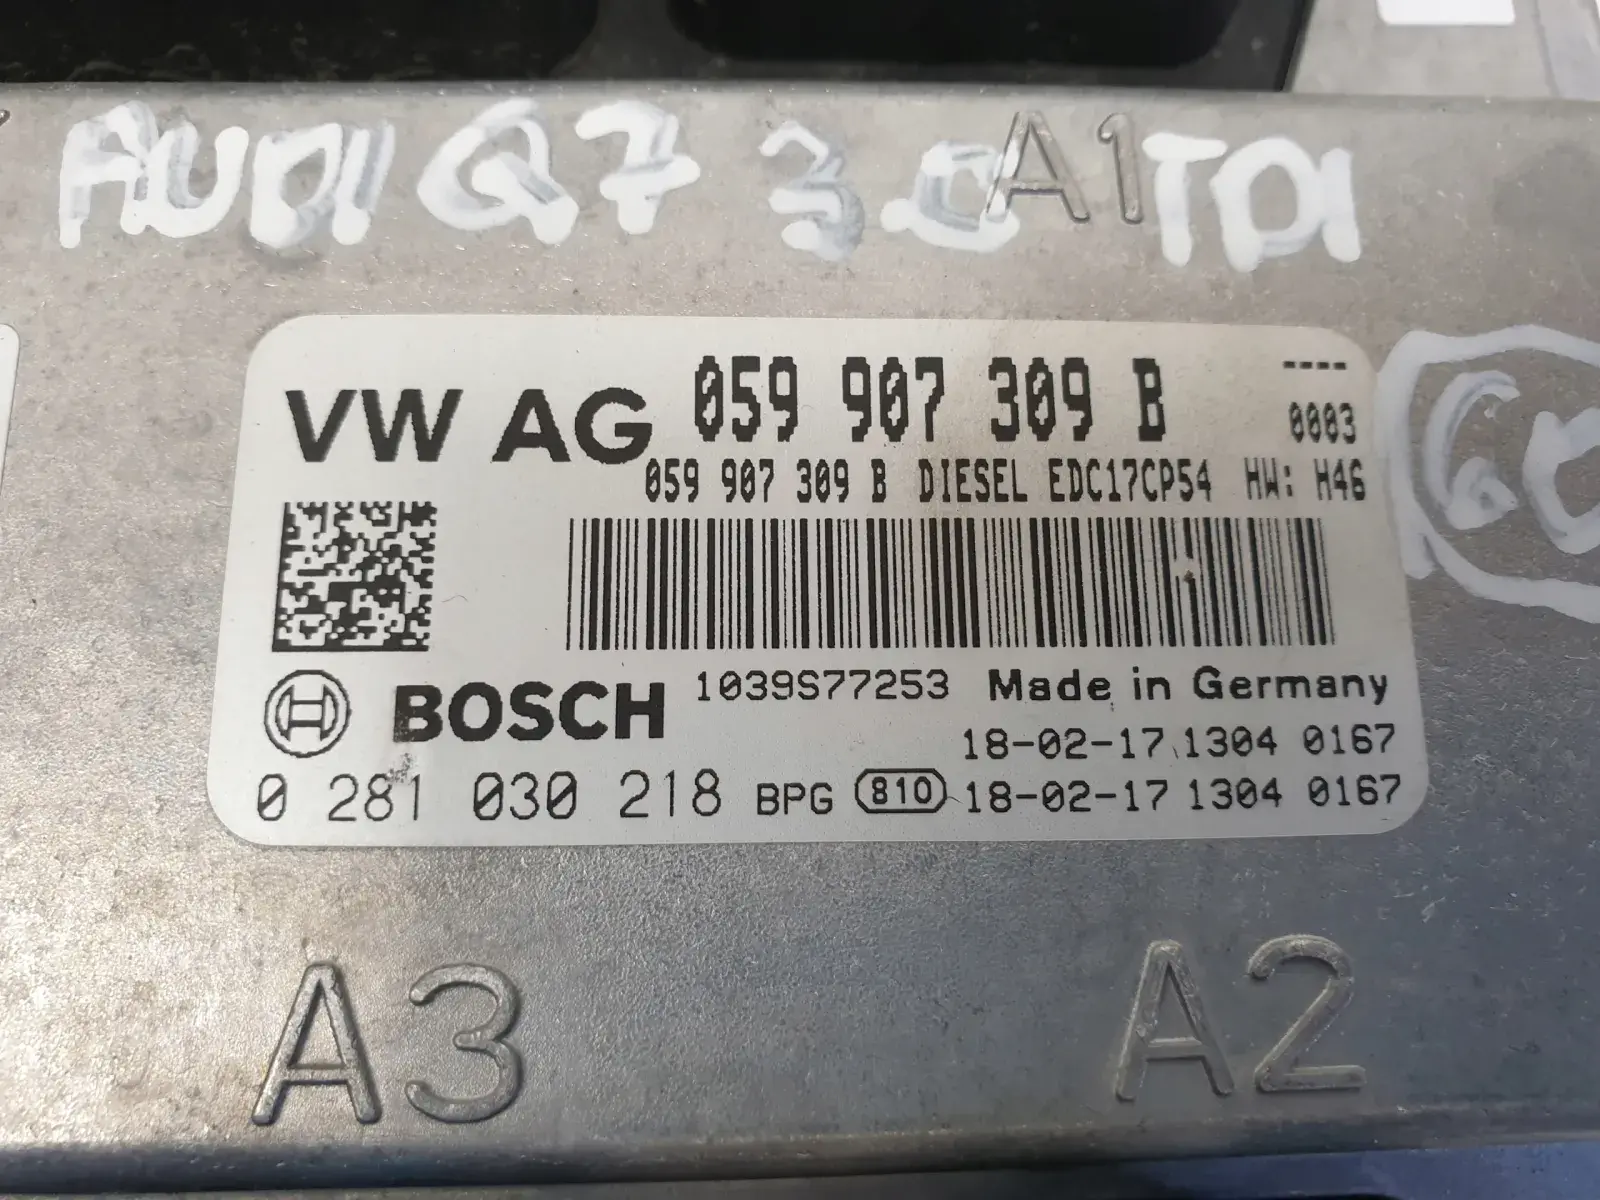 AUDI Q7 3.0 TDI
A1
VW AG 059 907 309 B ----
0003
059 907 309 B DIESEL EDC17CP54 HW: H46
BOSCH 1039S77253 Made in Germany
18-02-17 1304 0167
0 281 030 218 BPG 810 18-02-17 1304 0167
A3 A2